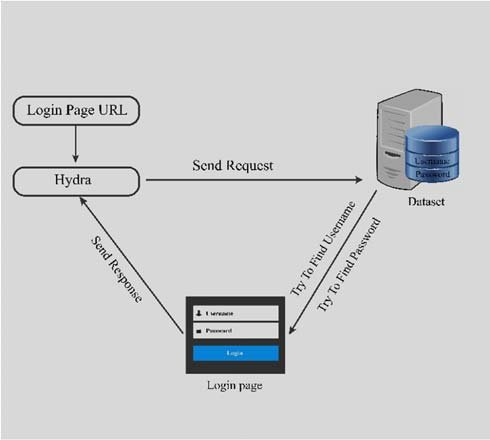 Login Page URL
Hydra
Send Request
Username
Password
Dataset
Try To Find Username
Try To Find Password
Send Response
Username
Password
Login
Login page